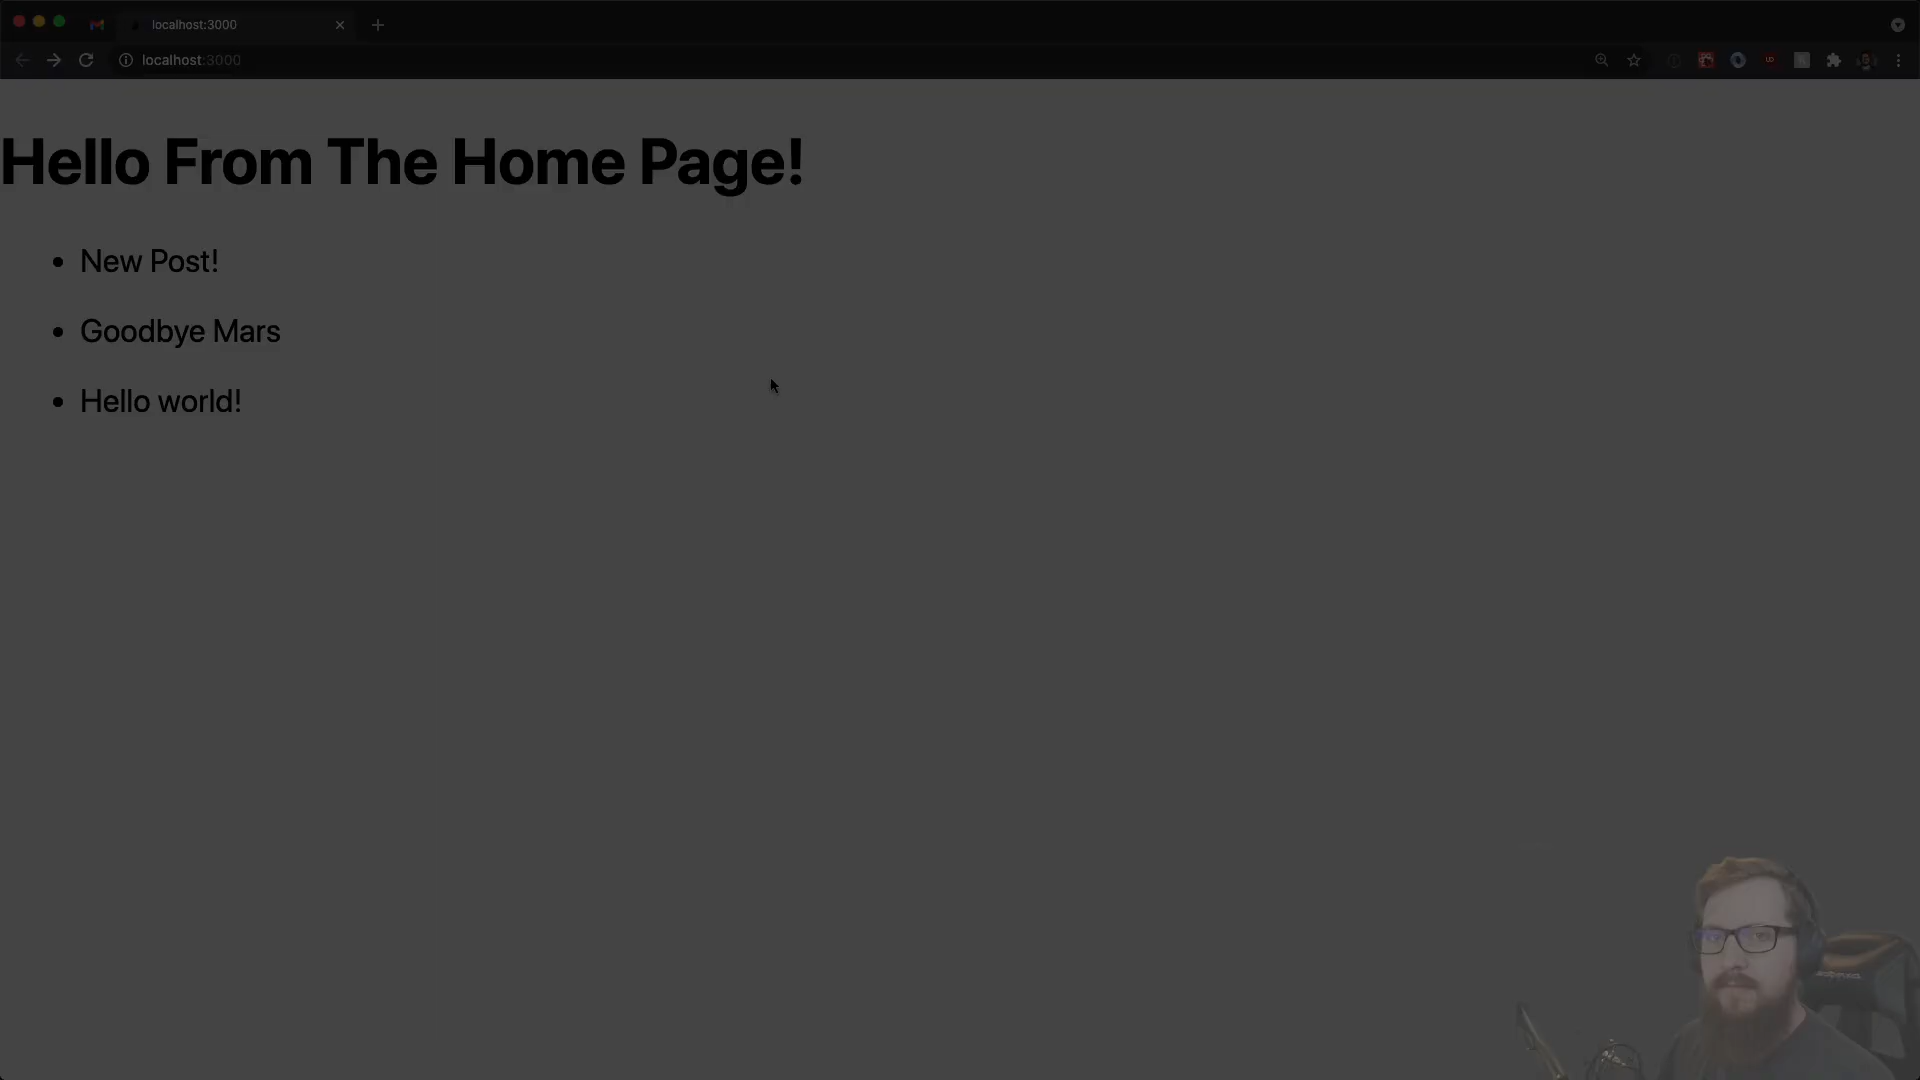 localhost:3000
localhost:3000
Hello From The Home Page!
New Post!
Goodbye Mars
Hello world!